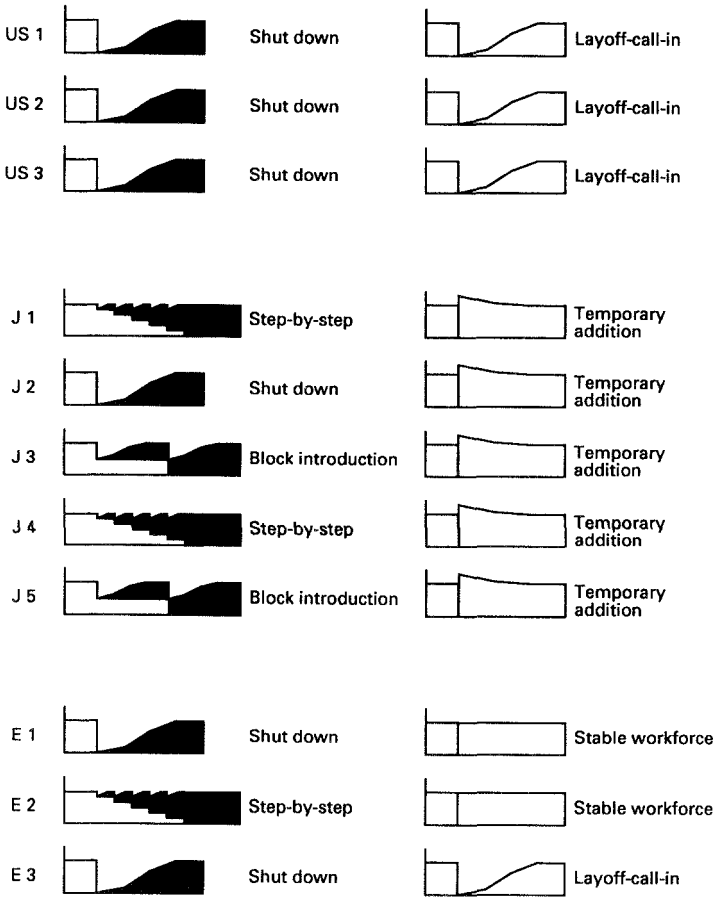 US 1 Shut down Layoff-call-in
US 2 Shut down Layoff-call-in
US 3 Shut down Layoff-call-in
J 1 Step-by-step Temporary
addition
J 2 Shut down Temporary
addition
J 3 Block introduction Temporary
addition
J 4 Step-by-step Temporary
addition
J 5 Block introduction Temporary
addition
E 1 Shut down Stable workforce
E 2 Step-by-step Stable workforce
E 3 Shut down Layoff-call-in